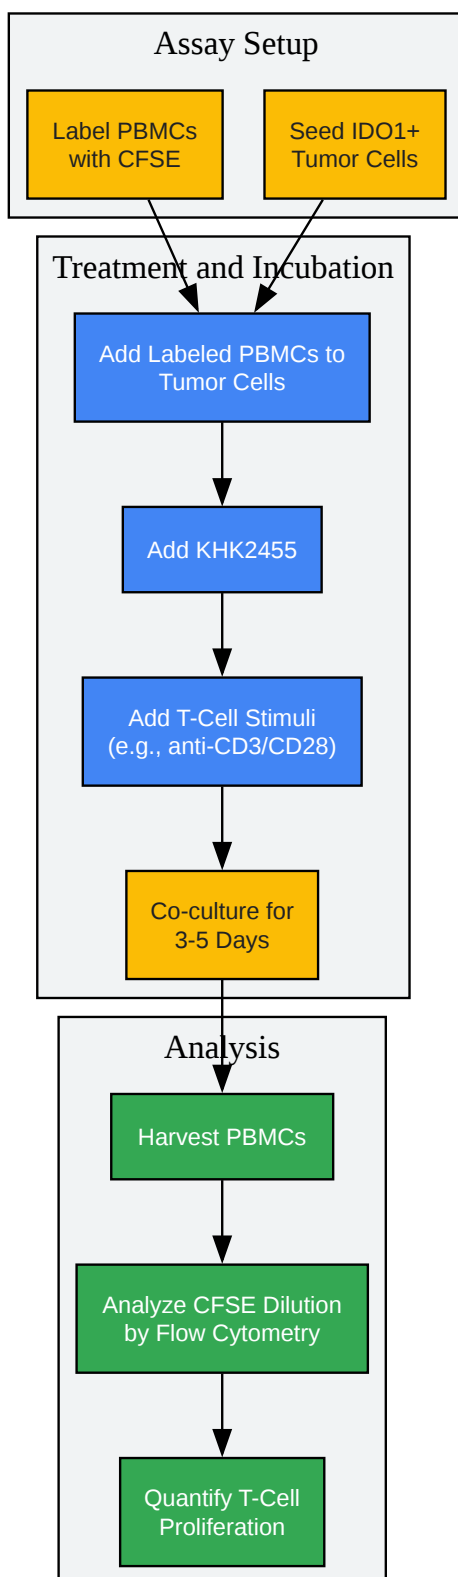 Assay Setup
Label PBMCs
with CFSE
Seed IDO1+
Tumor Cells
Treatment and Incubation
Add Labeled PBMCs to
Tumor Cells
Add KHK2455
Add T-Cell Stimuli
(e.g., anti-CD3/CD28)
Co-culture for
3-5 Days
Analysis
Harvest PBMCs
Analyze CFSE Dilution
by Flow Cytometry
Quantify T-Cell
Proliferation